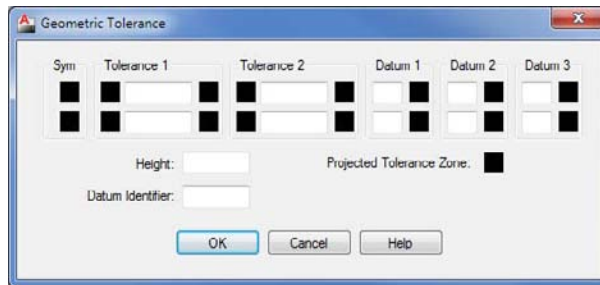 Geometric Tolerance
Sym Tolerance 1 Tolerance 2 Datum 1 Datum 2 Datum 3
Height: Projected Tolerance Zone:
Datum Identifier:
OK Cancel Help